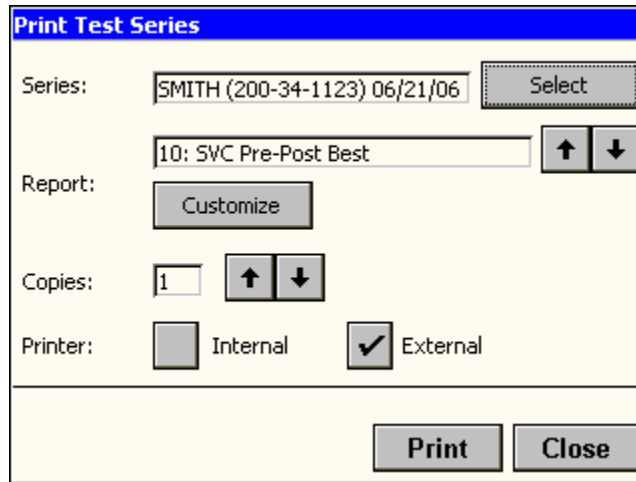 Print Test Series
Series: SMITH (200-34-1123) 06/21/06 Select
10: SVC Pre-Post Best
Report:
Customize
Copies: 1
Printer: Internal External
Print Close